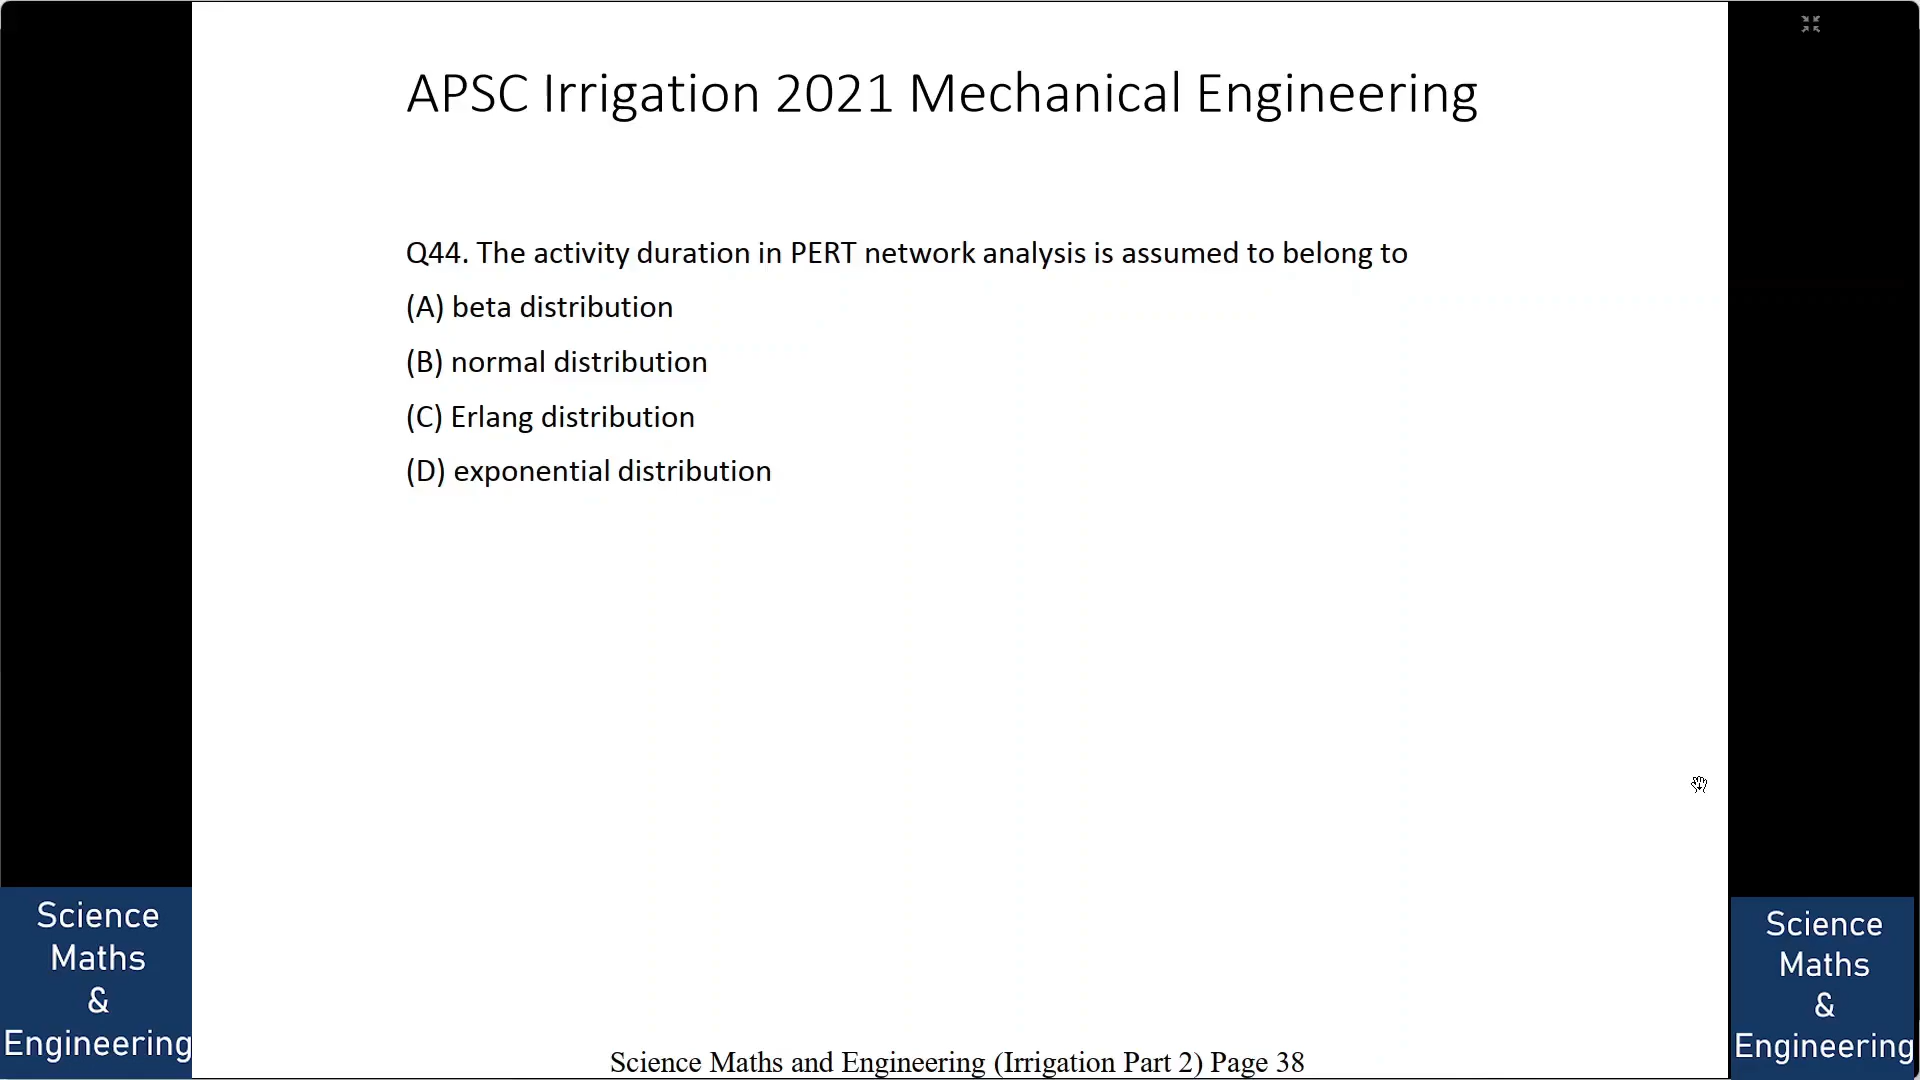 APSC Irrigation 2021 Mechanical Engineering
Q44. The activity duration in PERT network analysis is assumed to belong to
(A) beta distribution
(B) normal distribution
(C) Erlang distribution
(D) exponential distribution
Science
Maths
&
Engineering
Science
Maths
&
Engineering
Science Maths and Engineering (Irrigation Part 2) Page 38